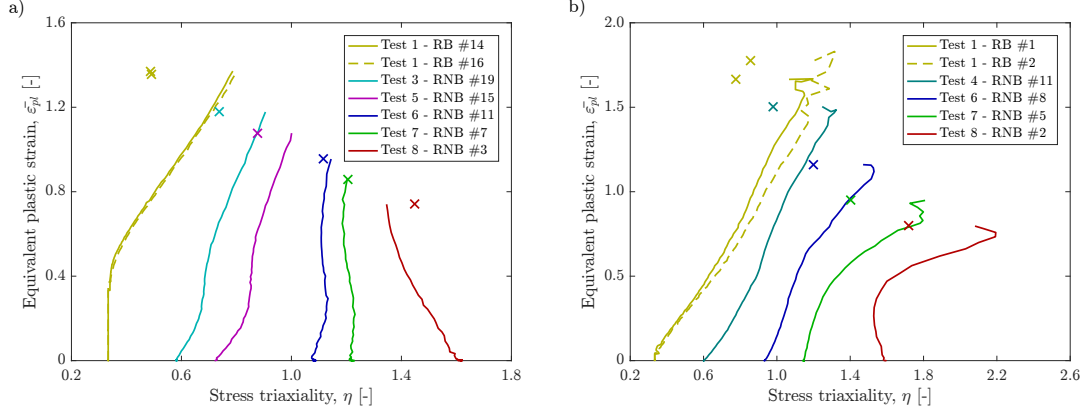 a)
1.6
1.2
0.8
0.4
0
Equivalent plastic strain, ε̄pl [-]
0.2
0.6
1.0
1.4
1.8
Stress triaxiality, η [-]
Test 1 - RB #14
Test 1 - RB #16
Test 3 - RNB #19
Test 5 - RNB #15
Test 6 - RNB #11
Test 7 - RNB #7
Test 8 - RNB #3
b)
2.0
1.5
1.0
0.5
0
Equivalent plastic strain, ε̄pl [-]
0.2
0.6
1.0
1.4
1.8
2.2
2.6
Stress triaxiality, η [-]
Test 1 - RB #1
Test 1 - RB #2
Test 4 - RNB #11
Test 6 - RNB #8
Test 7 - RNB #5
Test 8 - RNB #2